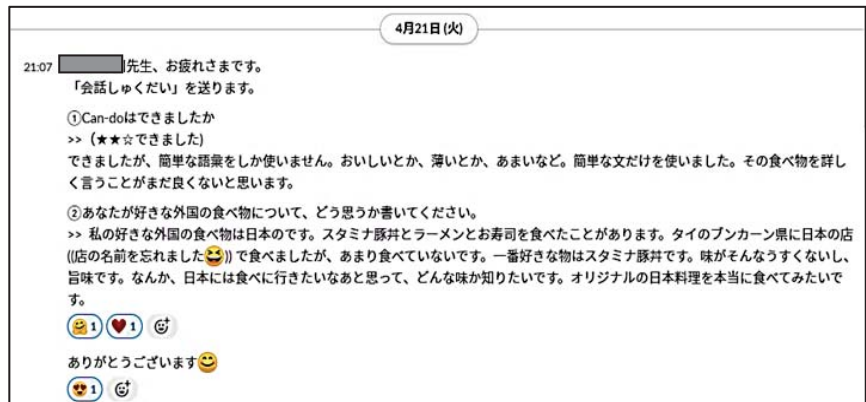 4月21日(火)
21:07 先生、お疲れさまです。
「会話しゅくだい」を送ります。
①Can-doはできましたか
>>（★★☆できました)
できましたが、簡単な語彙をしか使いません。おいしいとか、薄いとか、あまいなど。簡単な文だけを使いました。その食べ物を詳し
く言うことがまだ良くないと思います。
②あなたが好きな外国の食べ物について、どう思うか書いてください。
>> 私の好きな外国の食べ物は日本のです。スタミナ豚丼とラーメンとお寿司を食べたことがあります。タイのブンカーン県に日本の店
((店の名前を忘れました😆)) で食べましたが、あまり食べていないです。一番好きな物はスタミナ豚丼です。味がそんなうすくないし、
旨味です。なんか、日本には食べに行きたいなあと思って、どんな味か知りたいです。オリジナルの日本料理を本当に食べてみたいで
す。
🤗 1 ❤️ 1
ありがとうございます😊
😍 1